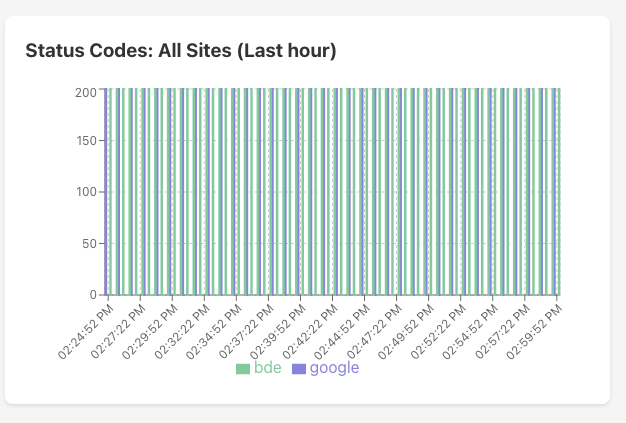 Status Codes: All Sites (Last hour)
200
150
100
50
0
02:24:52 PM
02:27:22 PM
02:29:52 PM
02:32:22 PM
02:34:52 PM
02:37:22 PM
02:39:52 PM
02:42:22 PM
02:44:52 PM
02:47:22 PM
02:49:52 PM
02:52:22 PM
02:54:52 PM
02:57:22 PM
02:59:52 PM
bde google